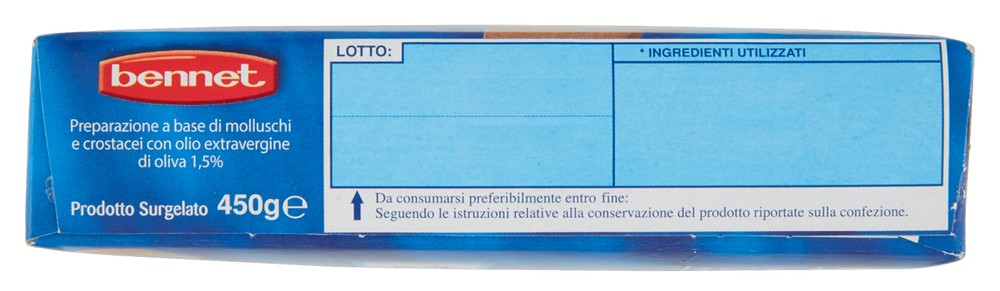 bennet
Preparazione a base di molluschi
e crostacei con olio extravergine
di oliva 1,5%
Prodotto Surgelato 450g℮
LOTTO:
* INGREDIENTI UTILIZZATI
Da consumarsi preferibilmente entro fine:
Seguendo le istruzioni relative alla conservazione del prodotto riportate sulla confezione.